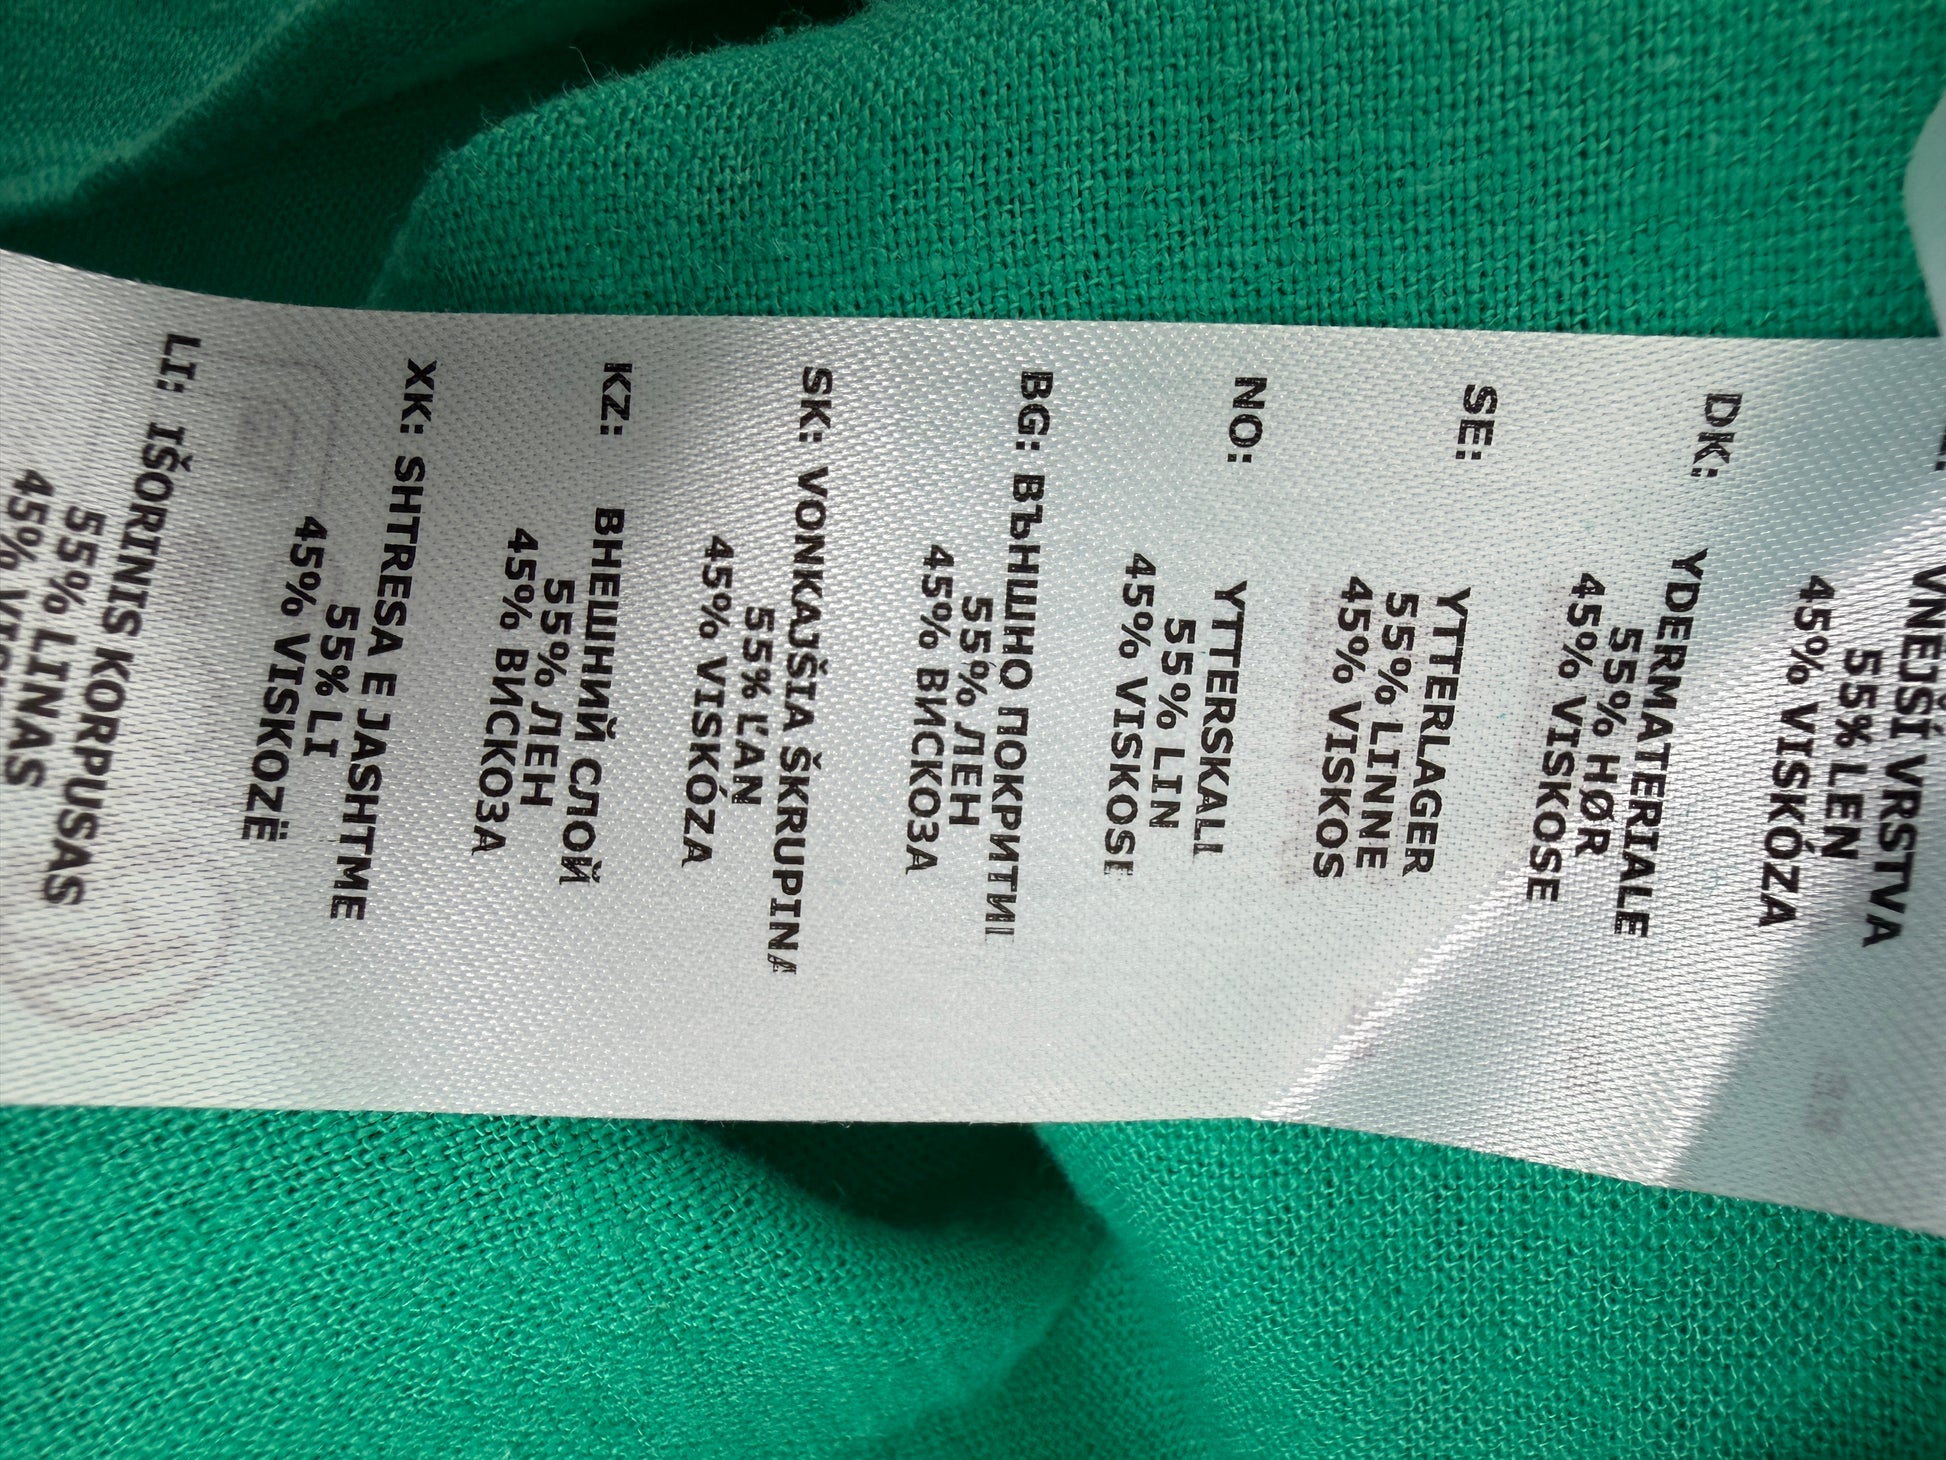 VNEJŠÍ VRSTVA
55% LEN
45% VISKÓZA
DK: YDERMATERIALE
55% HØR
45% VISKOSE
SE: YTTERLAGER
55% LINNE
45% VISKOS
NO: YTTERSKALL
55% LIN
45% VISKOSE
BG: ВЪНШНО ПОКРИТИЕ
55% ЛЕН
45% ВИСКОЗА
SK: VONKAJŠIA ŠKRUPINA
55% ĽAN
45% VISKÓZA
KZ: ВНЕШНИЙ СЛОЙ
55% ЛЕН
45% ВИСКОЗА
XK: SHTRESA E JASHTME
55% LI
45% VISKOZË
LI: IŠORINIS KORPUSAS
55% LINAS
45%